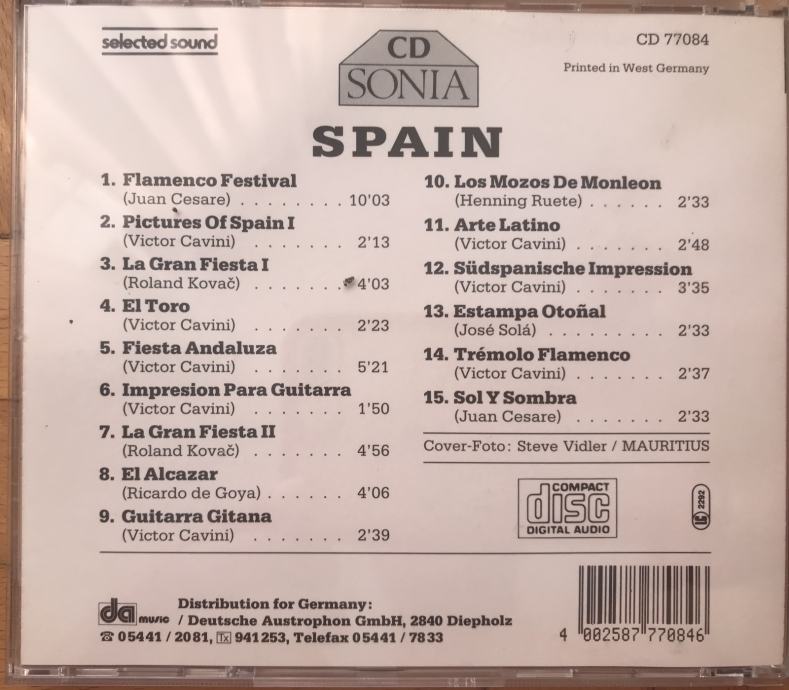 selected sound
CD
SONIA
CD 77084
Printed in West Germany
SPAIN
1. Flamenco Festival
(Juan Cesare) . . . . . . . . 10'03
2. Pictures Of Spain I
(Victor Cavini) . . . . . . . 2'13
3. La Gran Fiesta I
(Roland Kovač) . . . . . . . 4'03
4. El Toro
(Victor Cavini) . . . . . . . 2'23
5. Fiesta Andaluza
(Victor Cavini) . . . . . . . 5'21
6. Impresion Para Guitarra
(Victor Cavini) . . . . . . . 1'50
7. La Gran Fiesta II
(Roland Kovač) . . . . . . . 4'56
8. El Alcazar
(Ricardo de Goya) . . . . . . 4'06
9. Guitarra Gitana
(Victor Cavini) . . . . . . . 2'39
10. Los Mozos De Monleon
(Henning Ruete) . . . . . . 2'33
11. Arte Latino
(Victor Cavini) . . . . . . . 2'48
12. Südspanische Impression
(Victor Cavini) . . . . . . . 3'35
13. Estampa Otoñal
(José Solá) . . . . . . . . . 2'33
14. Trémolo Flamenco
(Victor Cavini) . . . . . . . 2'37
15. Sol Y Sombra
(Juan Cesare) . . . . . . . 2'33
Cover-Foto: Steve Vidler / MAURITIUS
COMPACT
disc
DIGITAL AUDIO
LC 2292
da music
Distribution for Germany:
/ Deutsche Austrophon GmbH, 2840 Diepholz
☎ 05441 / 2081, Tx 941253, Telefax 05441 / 7833
4 002587 770846